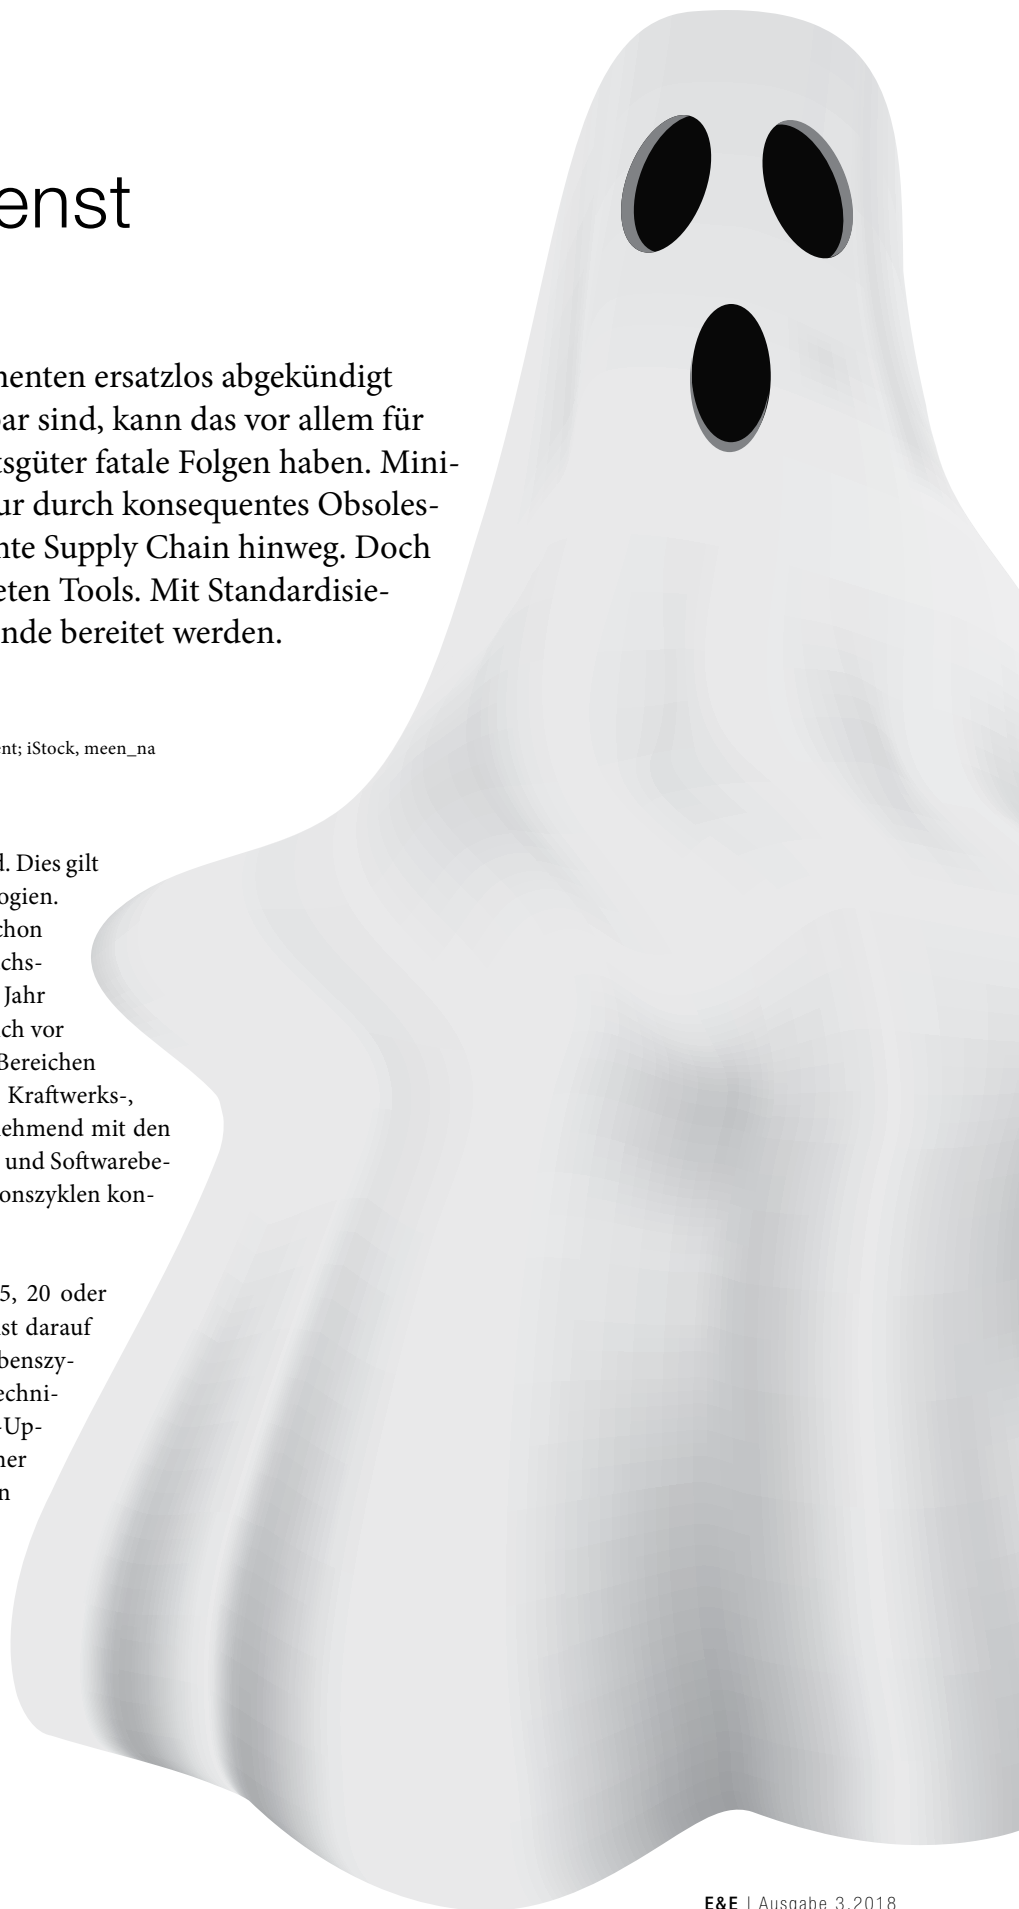 enst
nenten ersatzlos abgekündigt
bar sind, kann das vor allem für
tsgüter fatale Folgen haben. Mini-
ur durch konsequentes Obsoles-
nte Supply Chain hinweg. Doch
eten Tools. Mit Standardisie-
nde bereitet werden.
ent; iStock, meen_na
d. Dies gilt
ogien.
chon
chs-
Jahr
ch vor
Bereichen
Kraftwerks-,
ehmend mit den
und Softwarebe-
onszyklen kon-
5, 20 oder
st darauf
benszy-
echni-
-Up-
ner
n
E&E | Ausgabe 3.2018